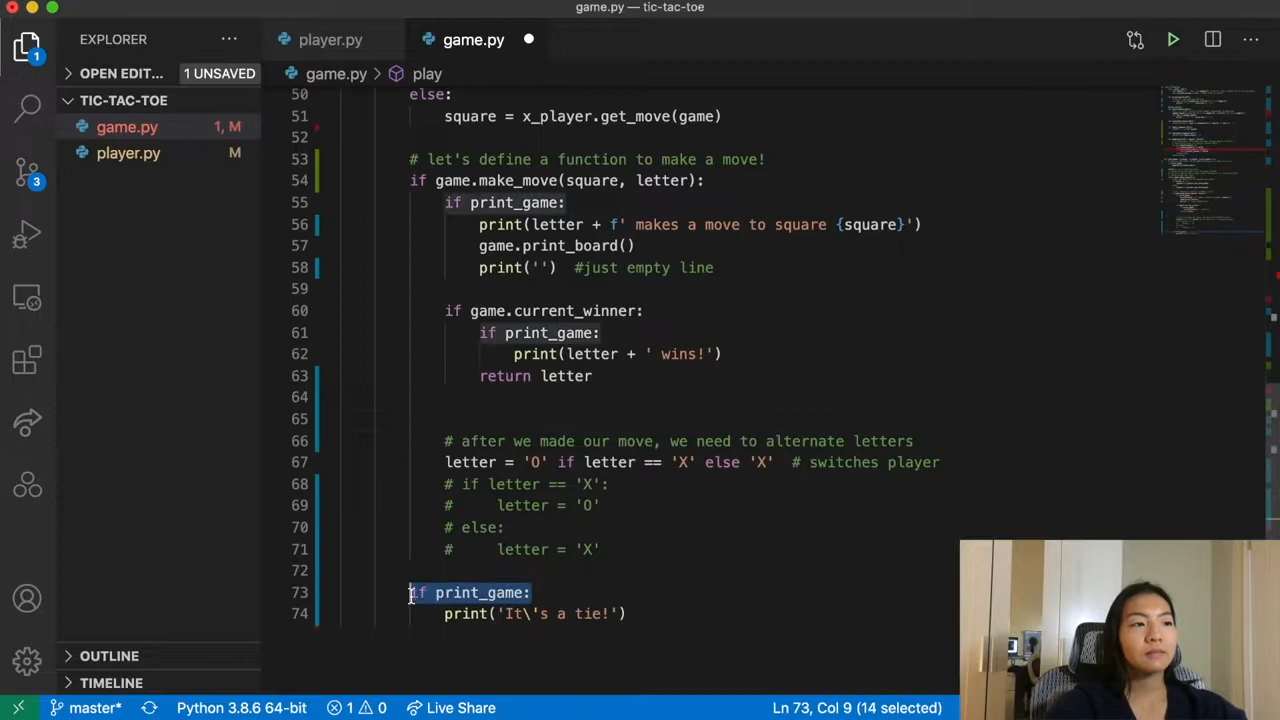 game.py — tic-tac-toe
EXPLORER
player.py
game.py
OPEN EDIT... 1 UNSAVED
game.py > play
TIC-TAC-TOE
game.py 1, M
player.py M
50 else:
51 square = x_player.get_move(game)
52
53 # let's define a function to make a move!
54 if game.make_move(square, letter):
55 if print_game:
56 print(letter + f' makes a move to square {square}')
57 game.print_board()
58 print('') #just empty line
59
60 if game.current_winner:
61 if print_game:
62 print(letter + ' wins!')
63 return letter
64
65
66 # after we made our move, we need to alternate letters
67 letter = 'O' if letter == 'X' else 'X' # switches player
68 # if letter == 'X':
69 # letter = 'O'
70 # else:
71 # letter = 'X'
72
73 if print_game:
74 print('It\'s a tie!')
1
3
OUTLINE
TIMELINE
master* Python 3.8.6 64-bit 1 0 Live Share Ln 73, Col 9 (14 selected)